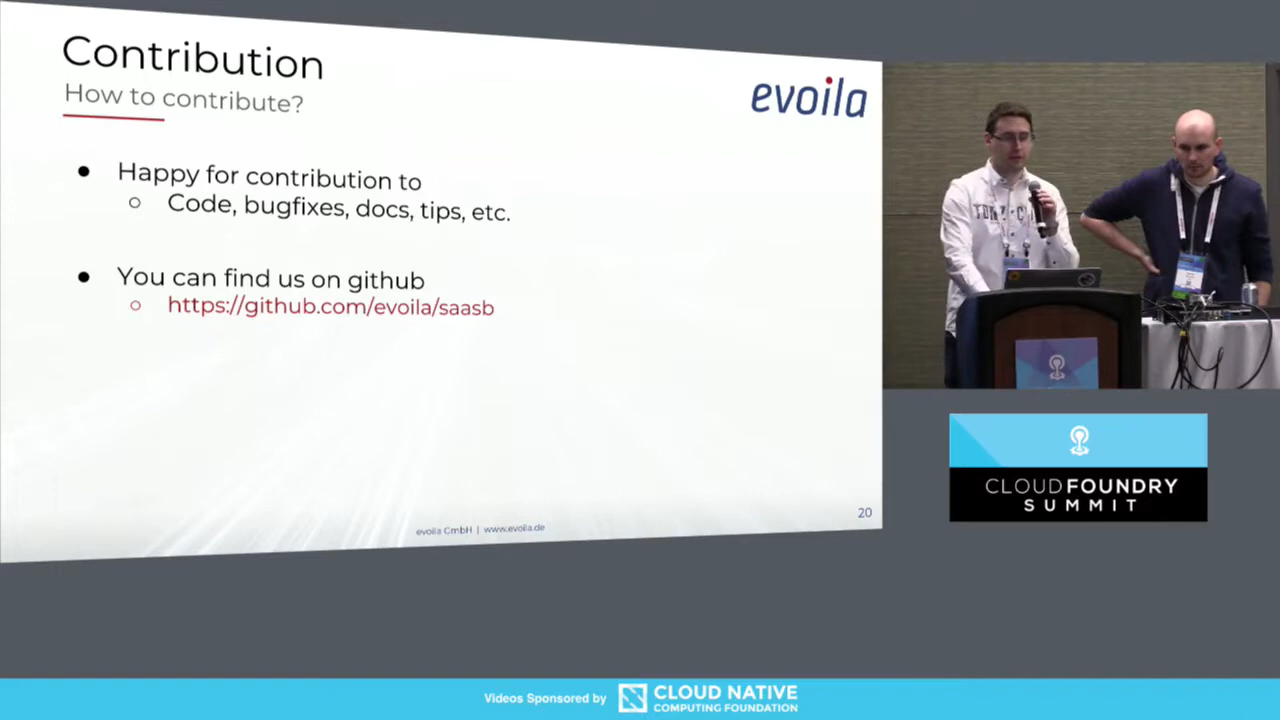 Contribution
How to contribute?
evoila
● Happy for contribution to
○ Code, bugfixes, docs, tips, etc.
● You can find us on github
○ https://github.com/evoila/saasb
evoila GmbH | www.evoila.de
20
CLOUD FOUNDRY
SUMMIT
Videos Sponsored by
CLOUD NATIVE
COMPUTING FOUNDATION